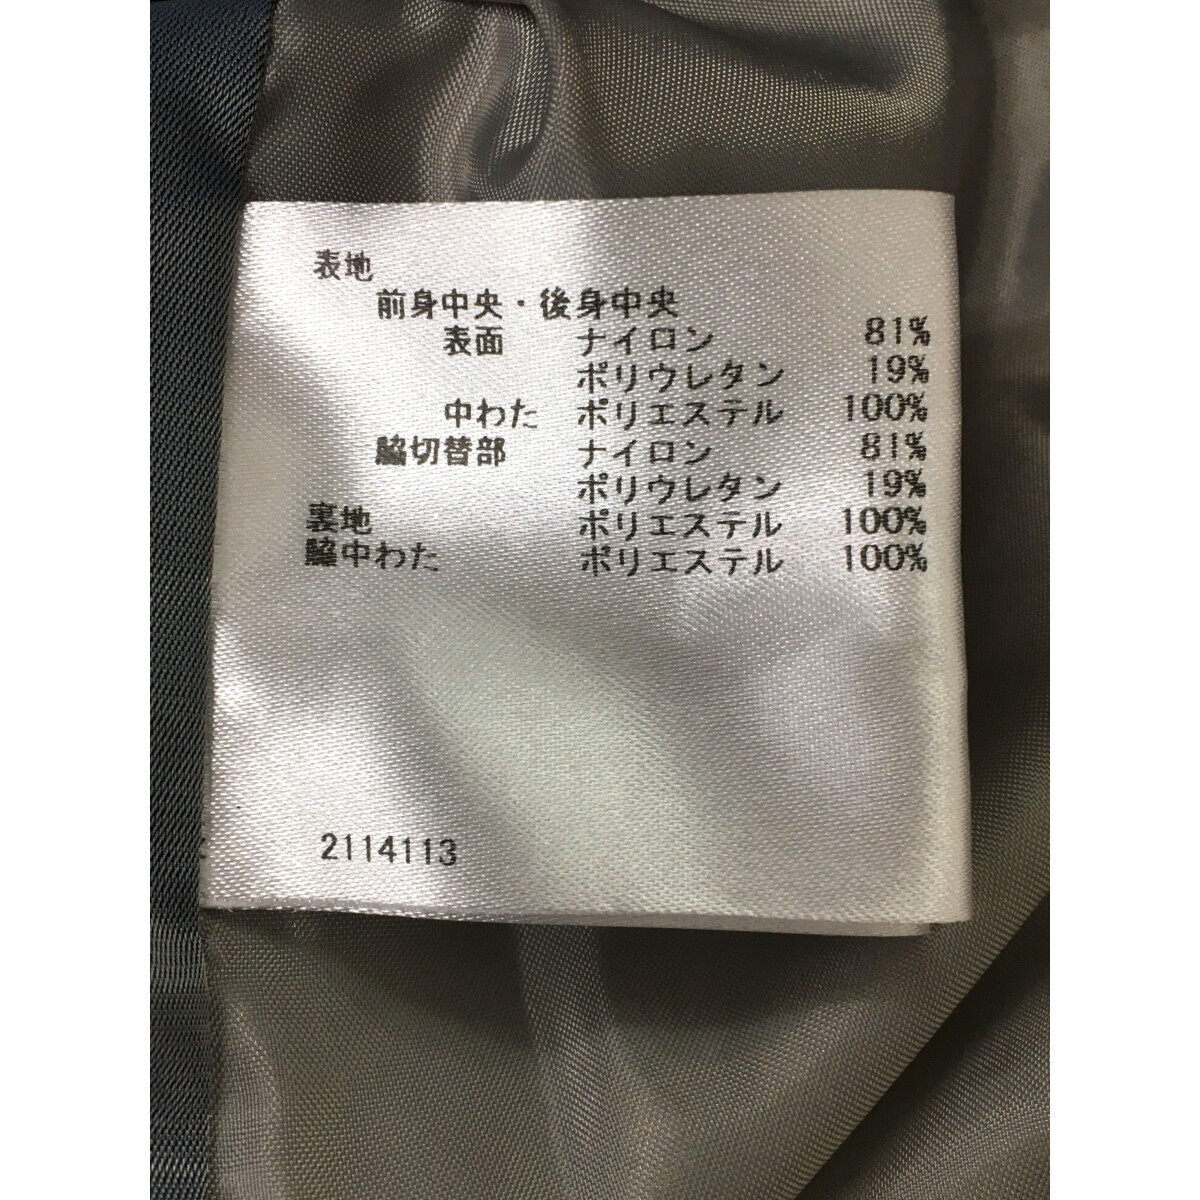 表地
前身中央・後身中央
表面 ナイロン 81%
ポリウレタン 19%
中わた ポリエステル 100%
脇切替部 ナイロン 81%
ポリウレタン 19%
裏地 ポリエステル 100%
脇中わた ポリエステル 100%
2114113